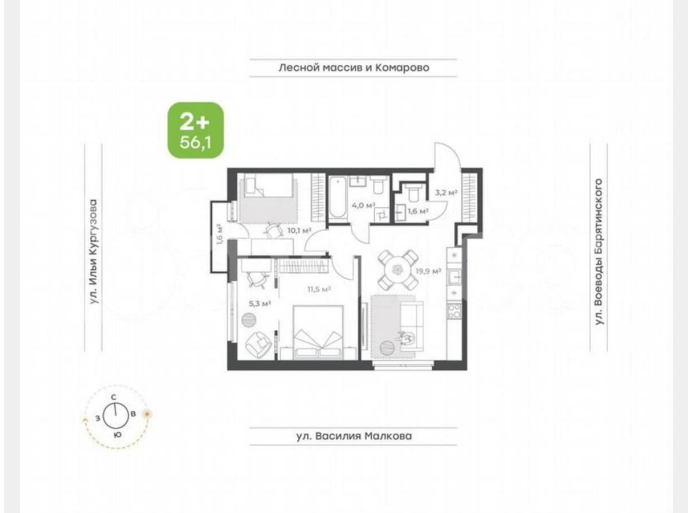 Лесной массив и Комарово
2+
56,1
3,2 м²
4,0 м²
1,6 м²
10,1 м²
1,6 м²
19,9 м²
11,5 м²
5,3 м²
ул. Ильи Кургузова
ул. Воеводы Барятинского
С
З
В
Ю
ул. Василия Малкова